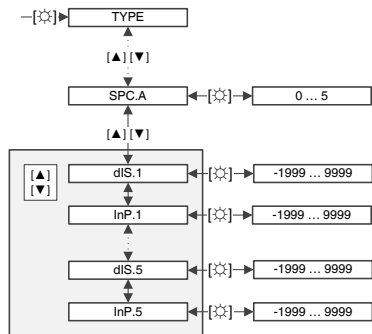 [☼] TYPE
[▲] [▼]
SPC.A [☼] 0 ... 5
[▲] [▼]
[▲]
[▼]
dIS.1 [☼] -1999 ... 9999
InP.1 [☼] -1999 ... 9999
dIS.5 [☼] -1999 ... 9999
InP.5 [☼] -1999 ... 9999